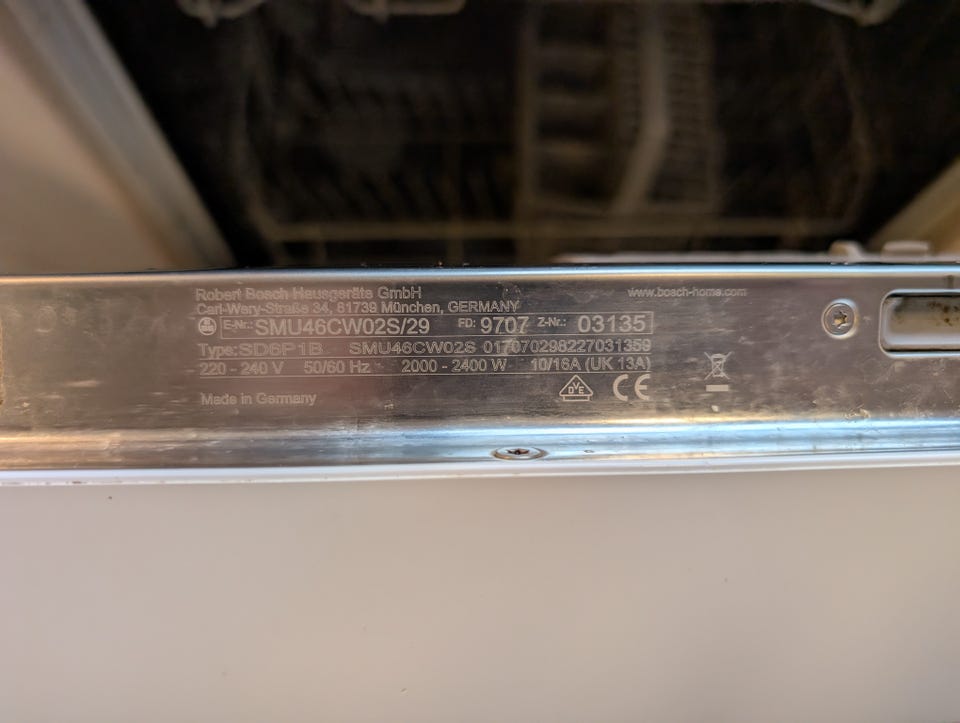 Robert Bosch Hausgeräte GmbH www.bosch-home.com
Carl-Wery-Straße 34, 81739 München, GERMANY
E-Nr.: SMU46CW02S/29 FD: 9707 Z-Nr.: 03135
Type: SD6P1B SMU46CW02S 017070298227031359
220 - 240 V 50/60 Hz 2000 - 2400 W 10/16A (UK 13A)
VDE CE
Made in Germany